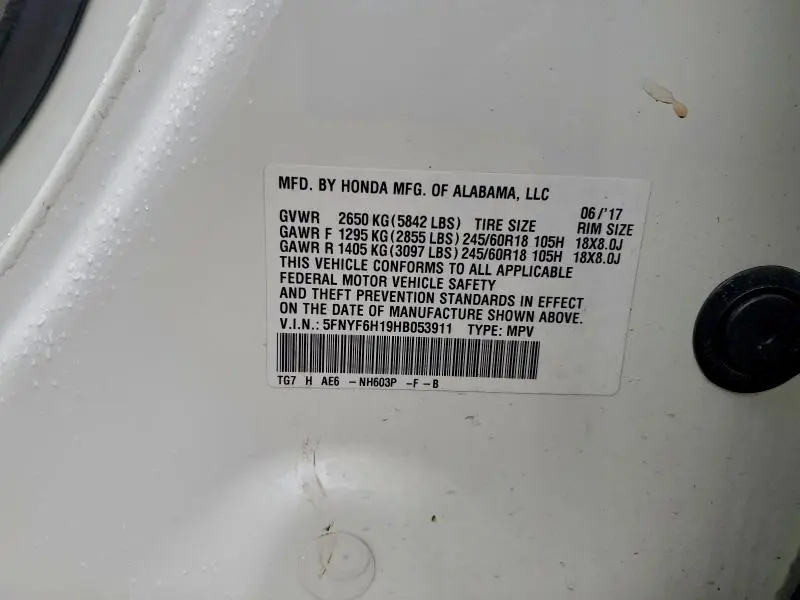 MFD. BY HONDA MFG. OF ALABAMA, LLC 06/'17
GVWR 2650 KG(5842 LBS) TIRE SIZE RIM SIZE
GAWR F 1295 KG(2855 LBS) 245/60R18 105H 18X8.0J
GAWR R 1405 KG(3097 LBS) 245/60R18 105H 18X8.0J
THIS VEHICLE CONFORMS TO ALL APPLICABLE
FEDERAL MOTOR VEHICLE SAFETY
AND THEFT PREVENTION STANDARDS IN EFFECT
ON THE DATE OF MANUFACTURE SHOWN ABOVE.
V.I.N.: 5FNYF6H19HB053911 TYPE: MPV
TG7 H AE6 -NH603P -F-B